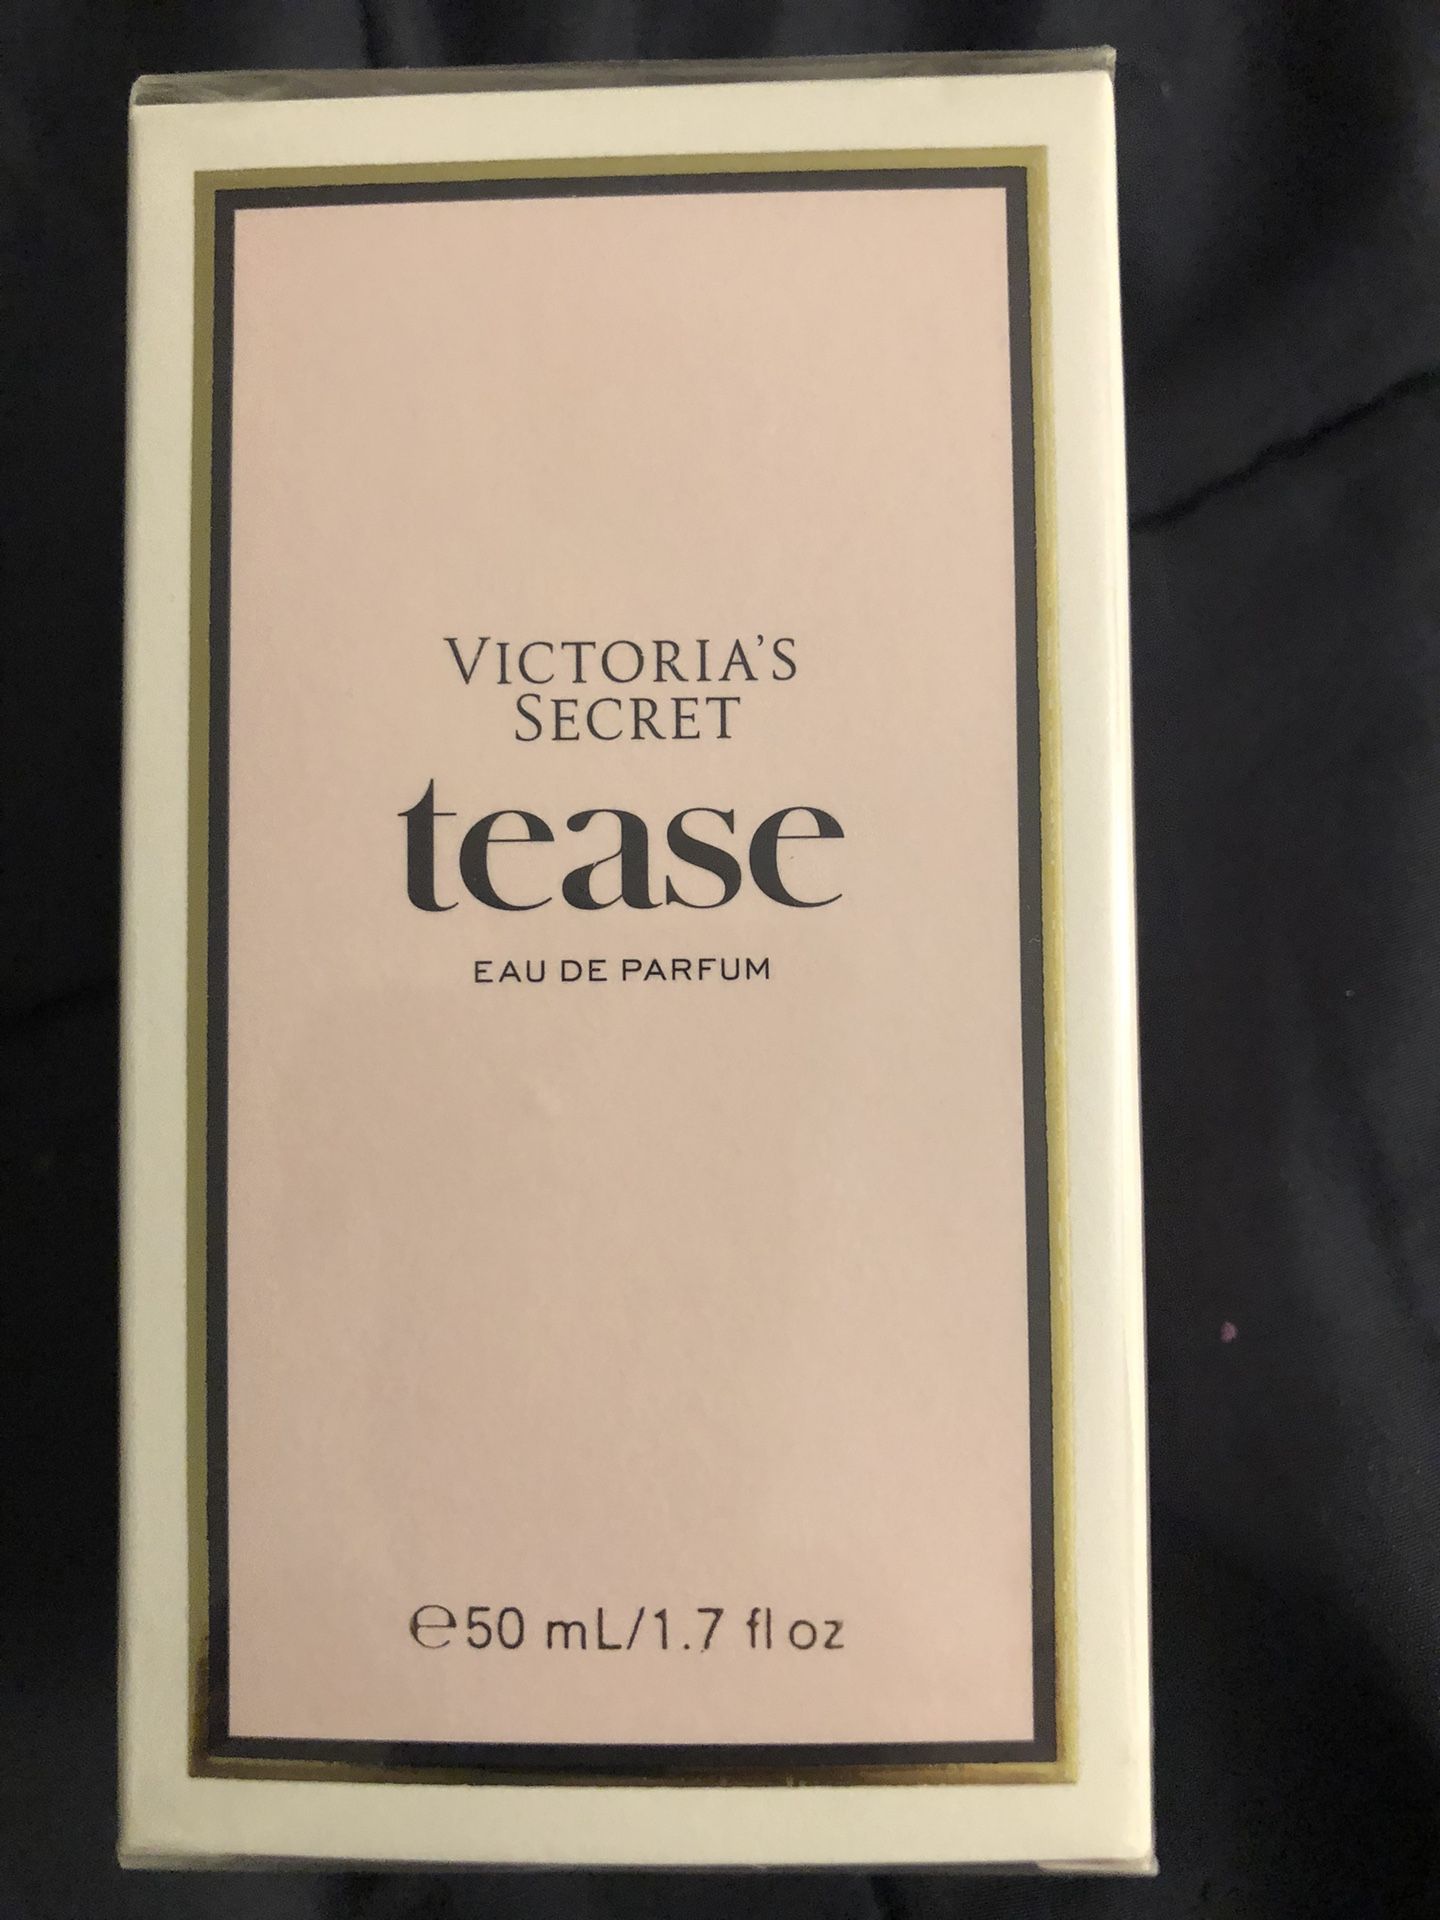 VICTORIA'S
SECRET
tease
EAU DE PARFUM
℮50 mL/1.7 fl oz